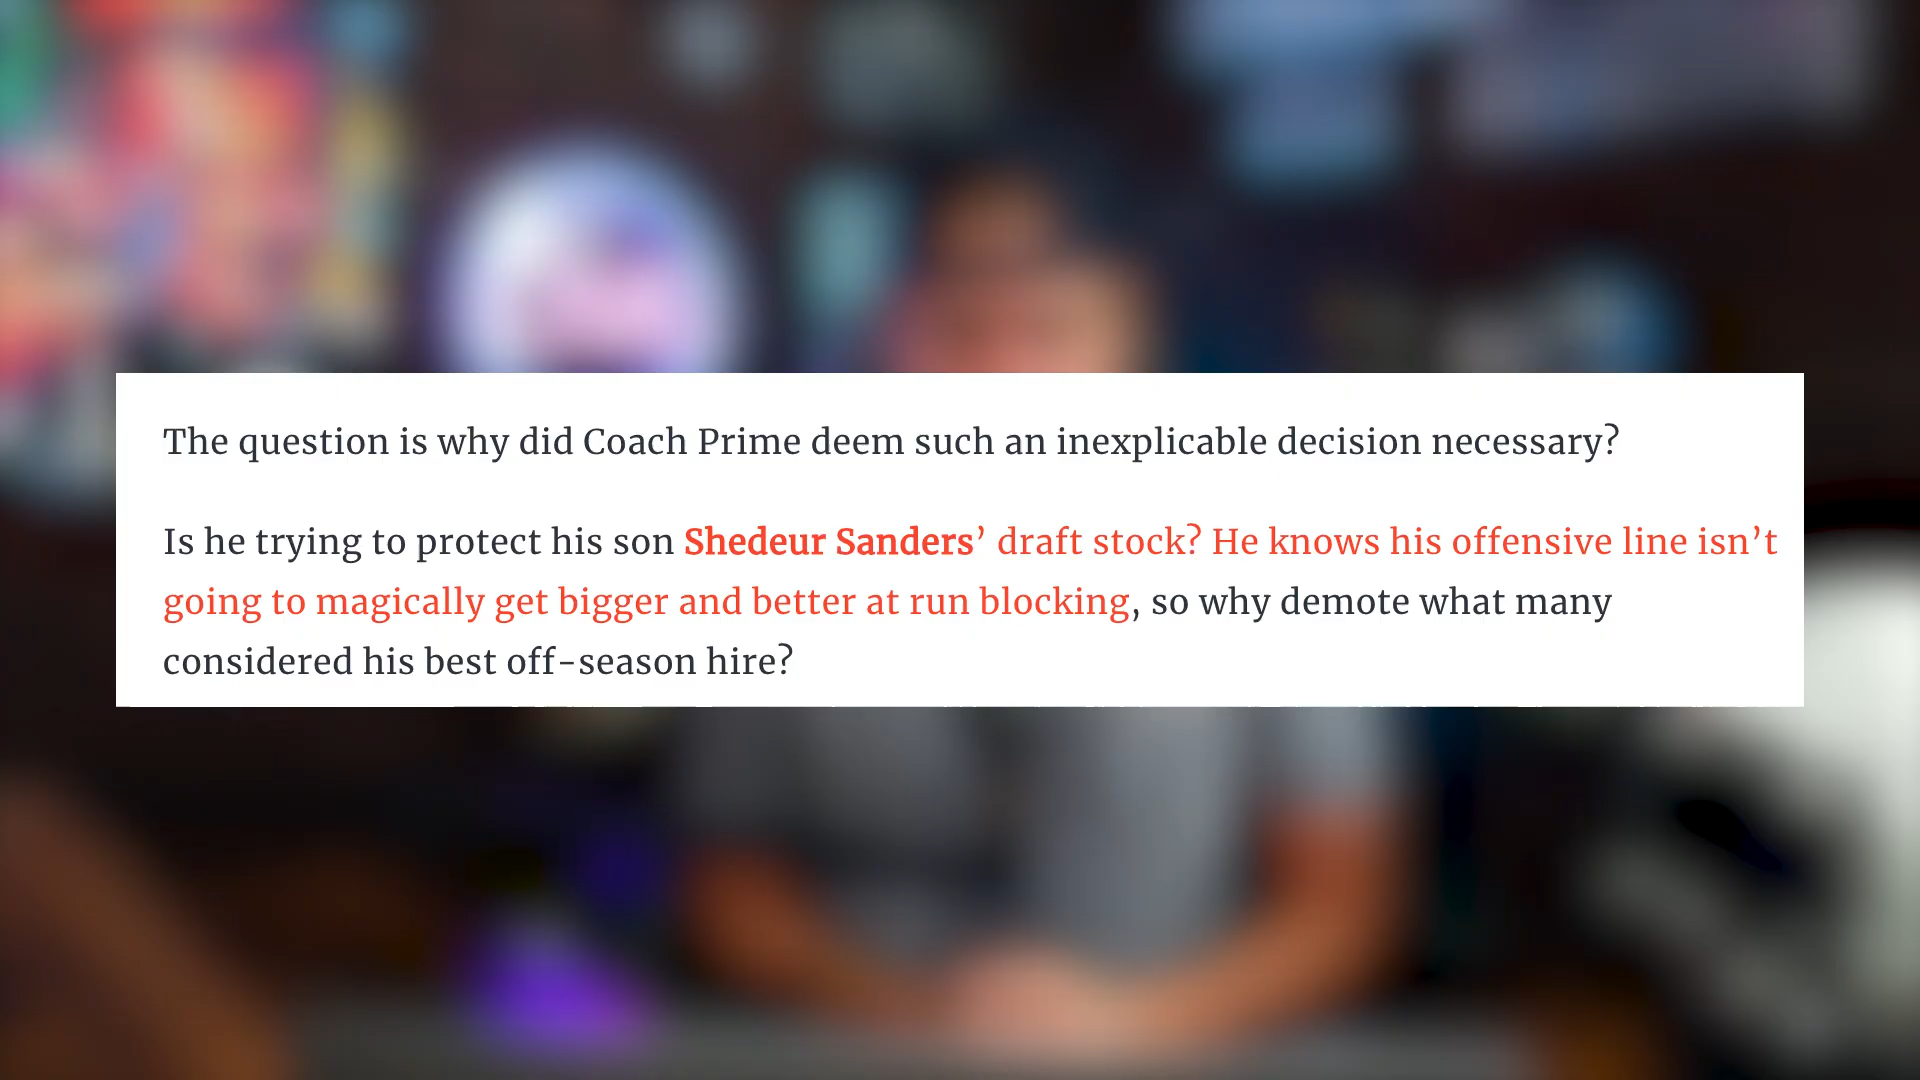 The question is why did Coach Prime deem such an inexplicable decision necessary?
Is he trying to protect his son Shedeur Sanders’ draft stock? He knows his offensive line isn’t
going to magically get bigger and better at run blocking, so why demote what many
considered his best off-season hire?